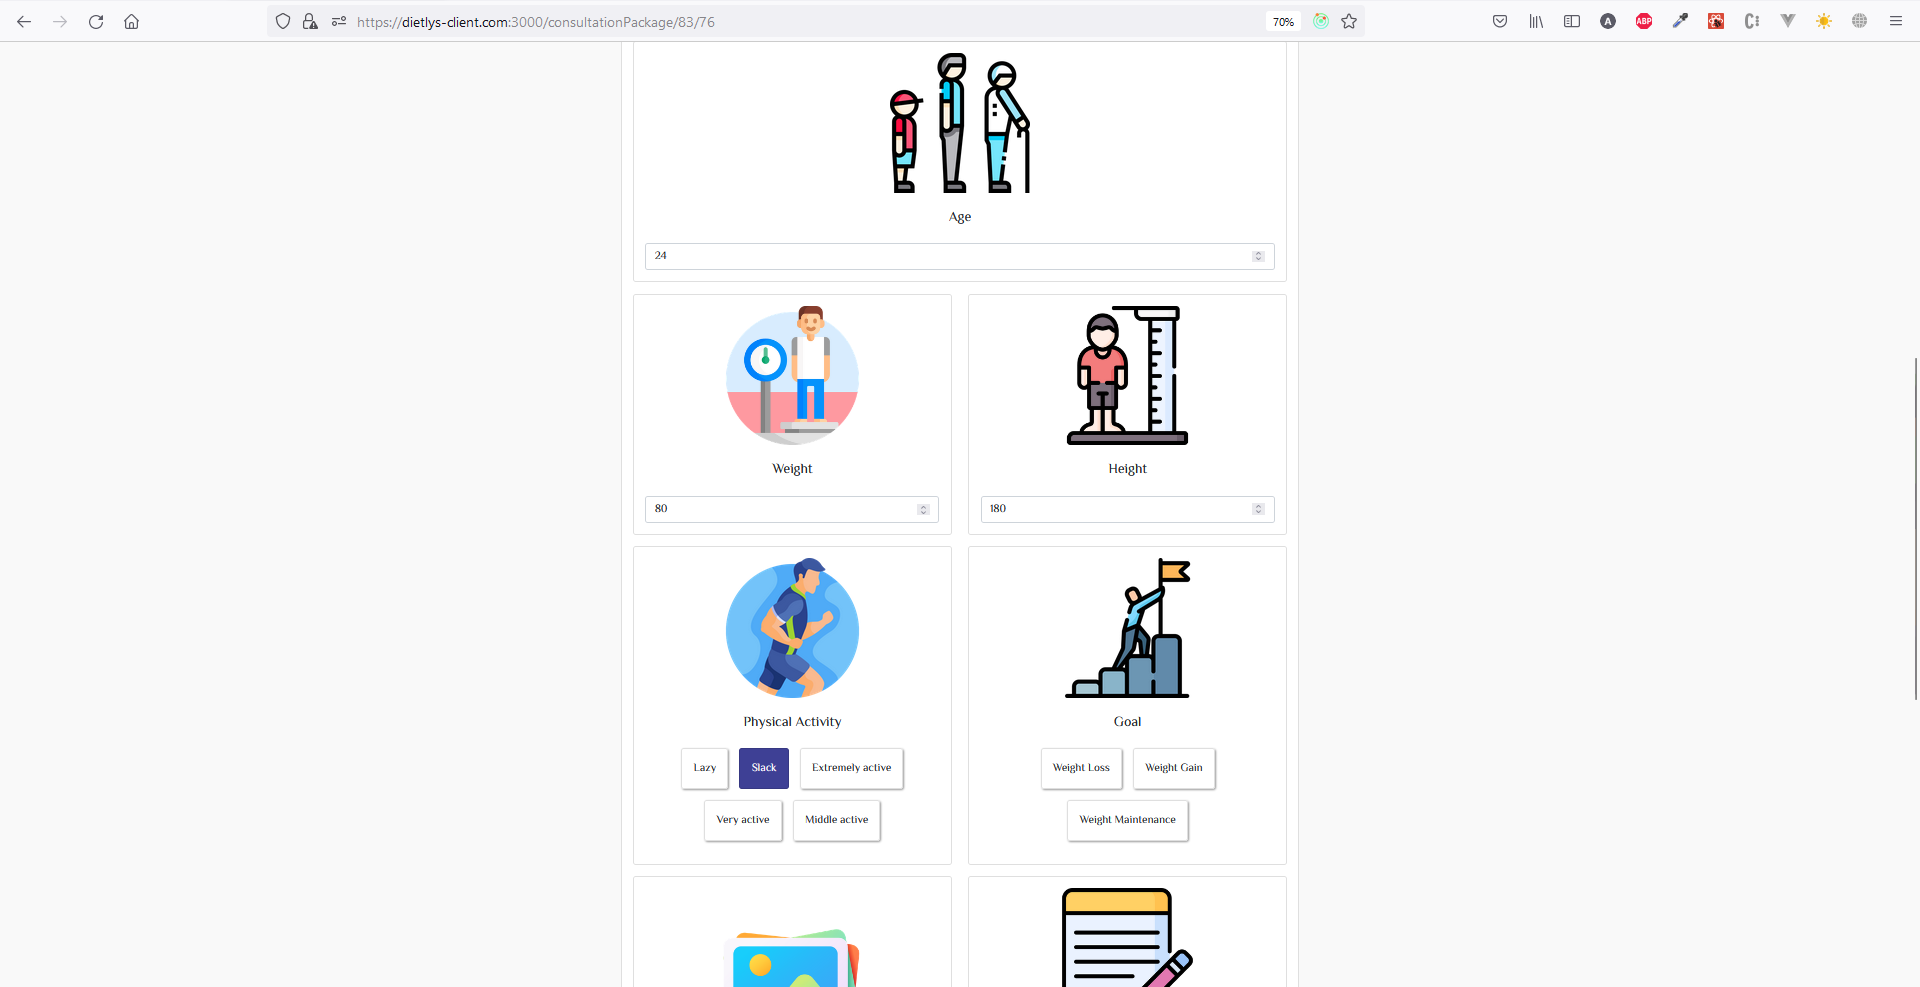 https://dietlys-client.com:3000/consultationPackage/83/76
70%
A
ABP
Age
24
Weight
Height
80
180
Physical Activity
Goal
Lazy
Slack
Extremely active
Weight Loss
Weight Gain
Very active
Middle active
Weight Maintenance